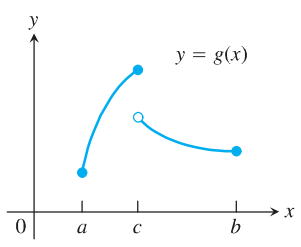 y
y = g(x)
0 a c b x